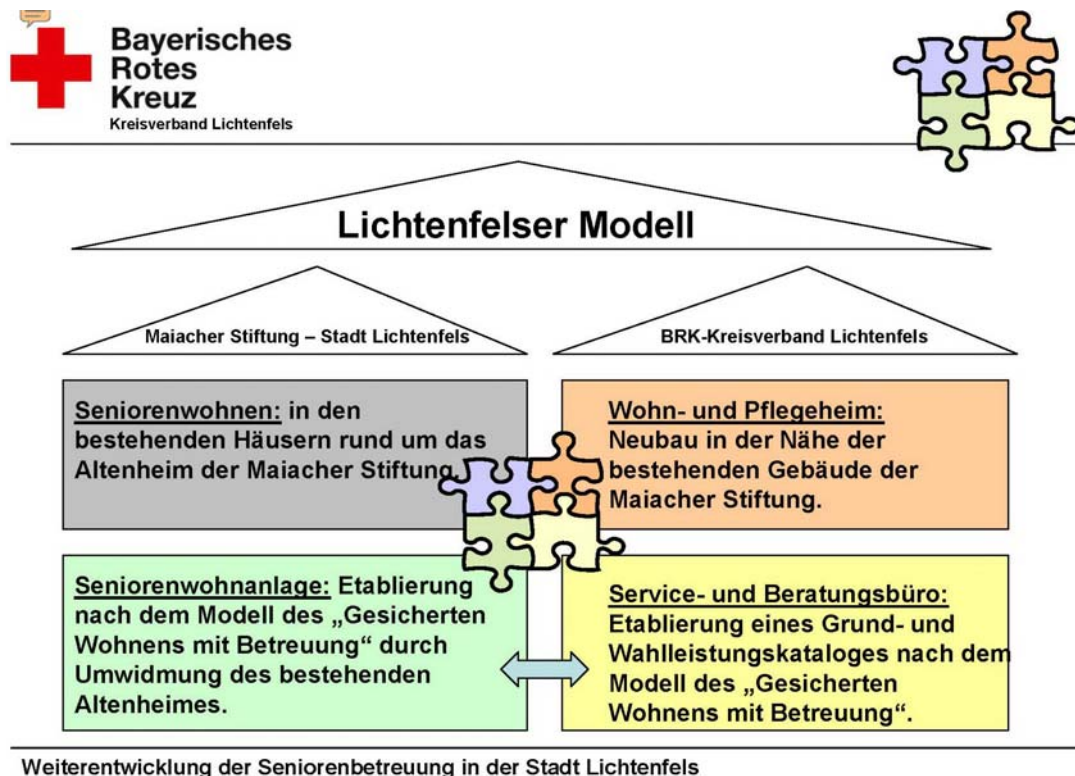 Bayerisches
Rotes
Kreuz
Kreisverband Lichtenfels
Lichtenfelser Modell
Maiacher Stiftung – Stadt Lichtenfels
BRK-Kreisverband Lichtenfels
Seniorenwohnen: in den
bestehenden Häusern rund um das
Altenheim der Maiacher Stiftung.
Wohn- und Pflegeheim:
Neubau in der Nähe der
bestehenden Gebäude der
Maiacher Stiftung.
Seniorenwohnanlage: Etablierung
nach dem Modell des „Gesicherten
Wohnens mit Betreuung“ durch
Umwidmung des bestehenden
Altenheimes.
Service- und Beratungsbüro:
Etablierung eines Grund- und
Wahlleistungskataloges nach dem
Modell des „Gesicherten
Wohnens mit Betreuung“.
Weiterentwicklung der Seniorenbetreuung in der Stadt Lichtenfels